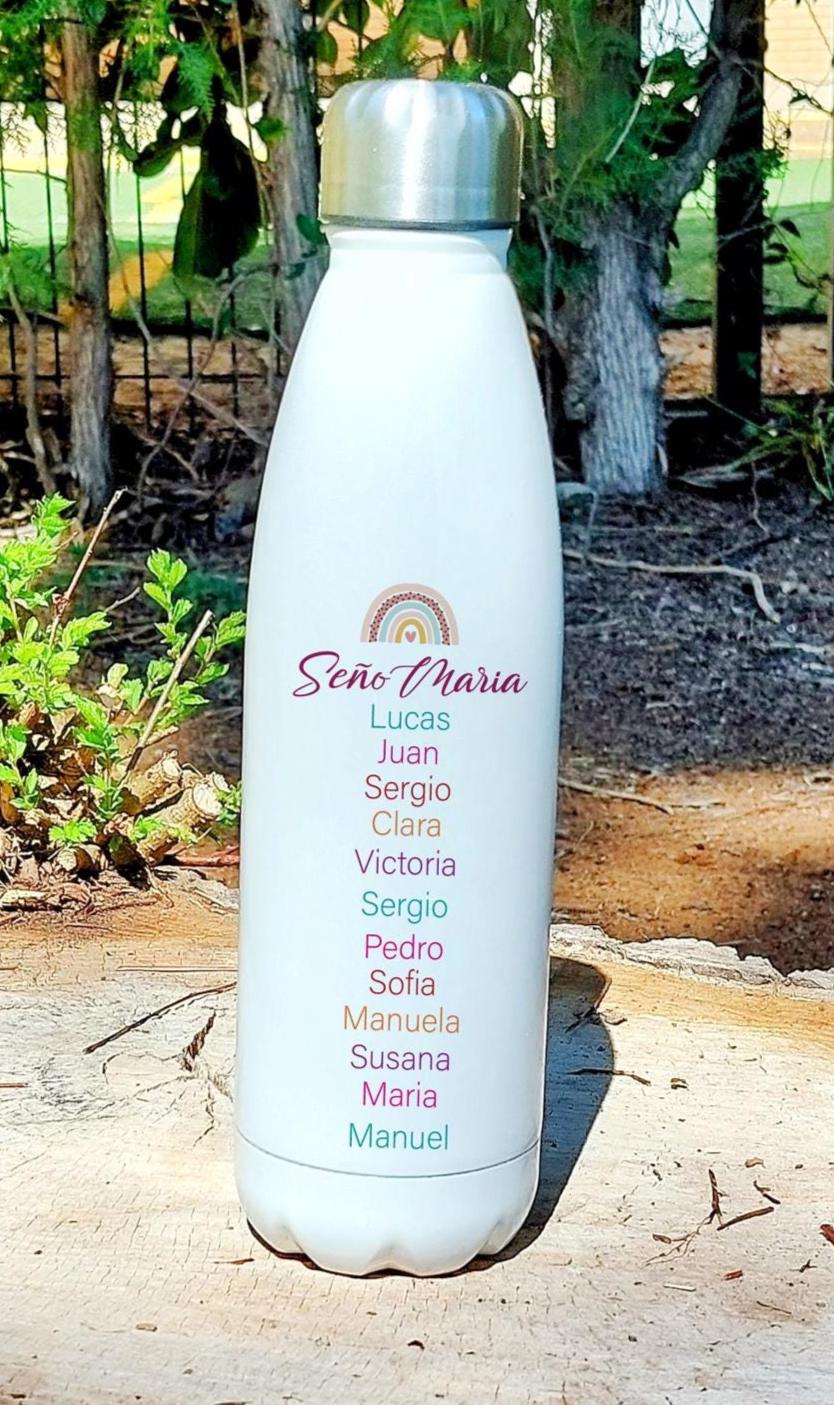 Seño Maria
Lucas
Juan
Sergio
Clara
Victoria
Sergio
Pedro
Sofia
Manuela
Susana
Maria
Manuel